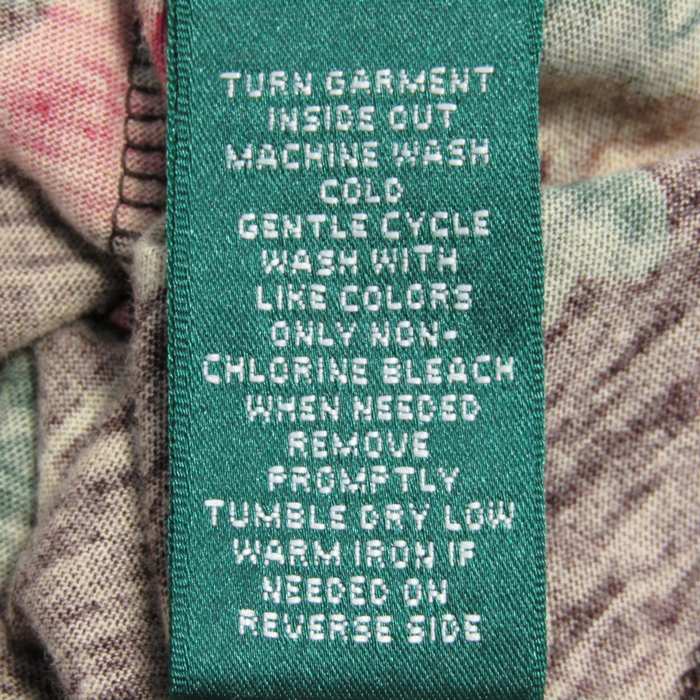 TURN GARMENT
INSIDE OUT
MACHINE WASH
COLD
GENTLE CYCLE
WASH WITH
LIKE COLORS
ONLY NON-
CHLORINE BLEACH
WHEN NEEDED
REMOVE
PROMPTLY
TUMBLE DRY LOW
WARM IRON IF
NEEDED ON
REVERSE SIDE